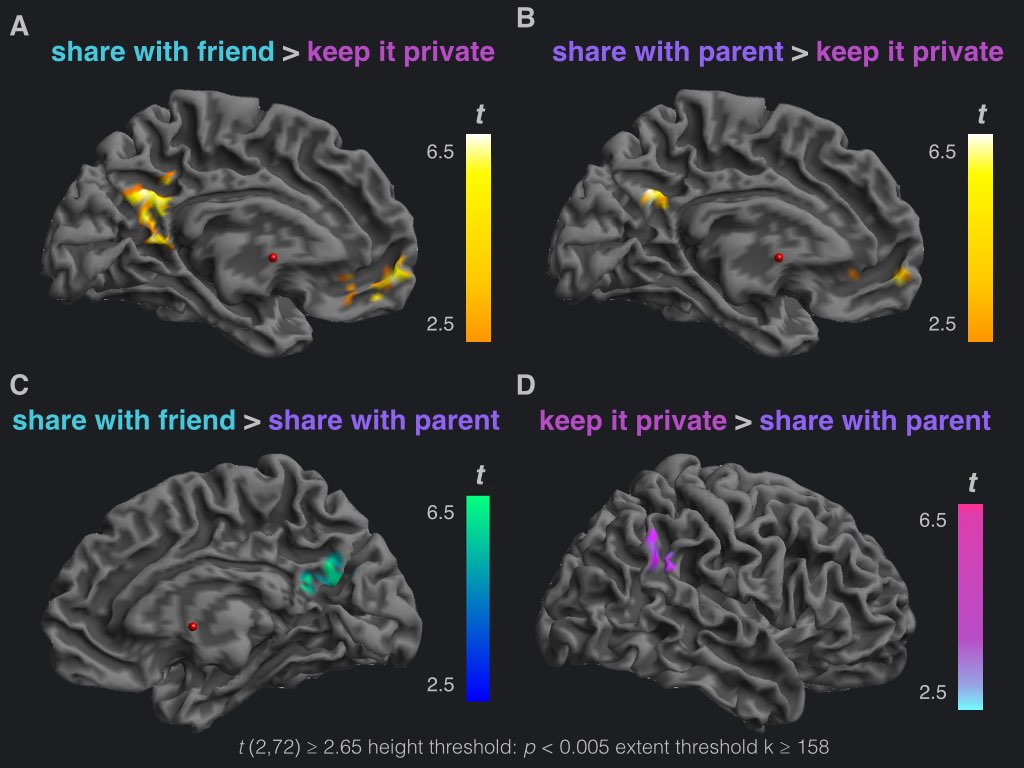 A
share with friend > keep it private
t
6.5
2.5
B
share with parent > keep it private
t
6.5
2.5
C
share with friend > share with parent
t
6.5
2.5
D
keep it private > share with parent
t
6.5
2.5
t (2,72) ≥ 2.65 height threshold: p < 0.005 extent threshold k ≥ 158